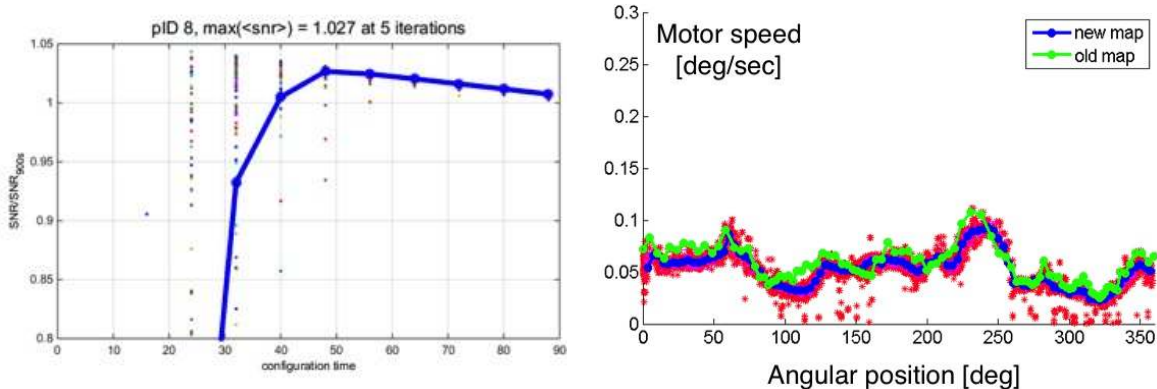 pID 8, max(<snr>) = 1.027 at 5 iterations
1.05
1
0.95
0.9
0.85
0.8
SNR/SNR900s
0 10 20 30 40 50 60 70 80 90
configuration time
0.3
0.25
0.2
0.15
0.1
0.05
0
Motor speed
[deg/sec]
new map
old map
0 50 100 150 200 250 300 350
Angular position [deg]